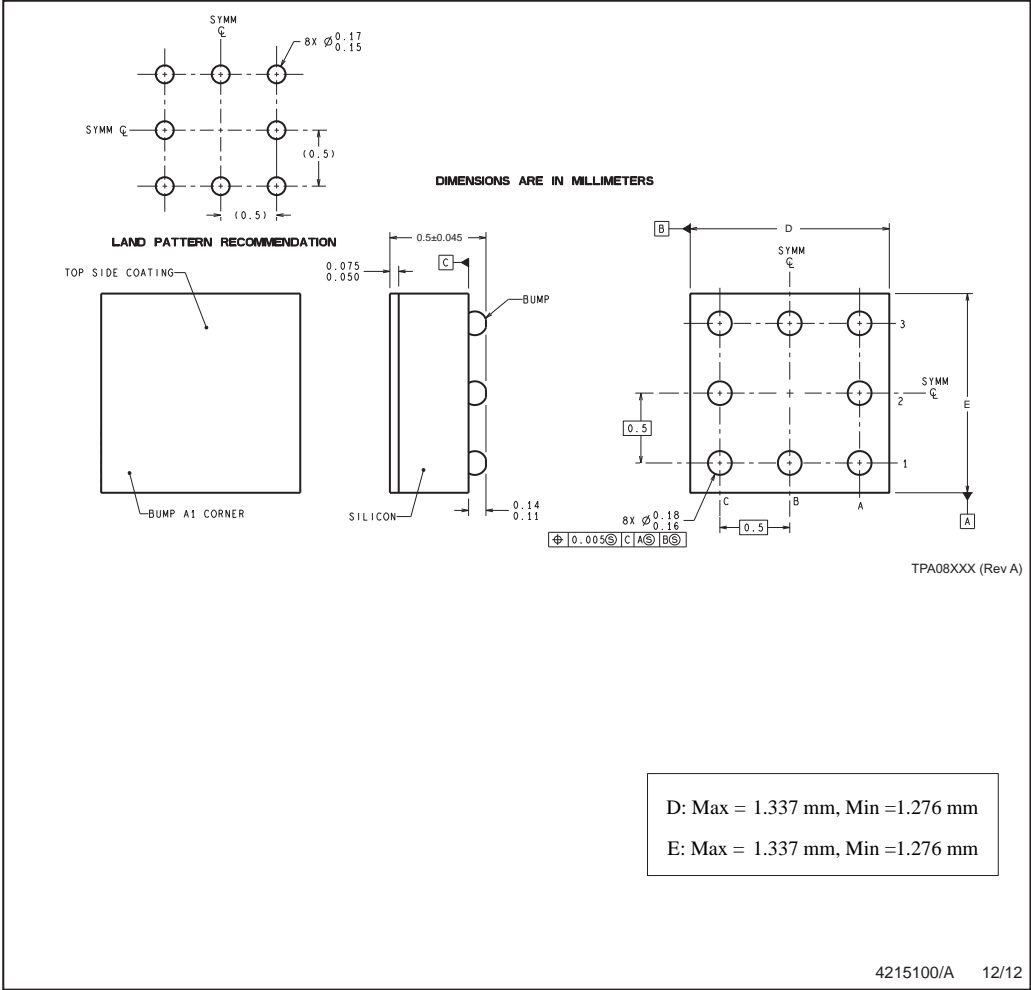 SYMM
℄
8X Ø 0.17
0.15
SYMM ℄
(0.5)
(0.5)
DIMENSIONS ARE IN MILLIMETERS
LAND PATTERN RECOMMENDATION
TOP SIDE COATING
BUMP A1 CORNER
0.5±0.045
C
0.075
0.050
BUMP
SILICON
0.14
0.11
B
D
SYMM
℄
3
SYMM
℄
2
E
0.5
1
C
B
A
A
8X Ø 0.18
0.16
0.5
⌖ 0.005Ⓢ C AⓈ BⓈ
TPA08XXX (Rev A)
D: Max = 1.337 mm, Min =1.276 mm
E: Max = 1.337 mm, Min =1.276 mm
4215100/A 12/12